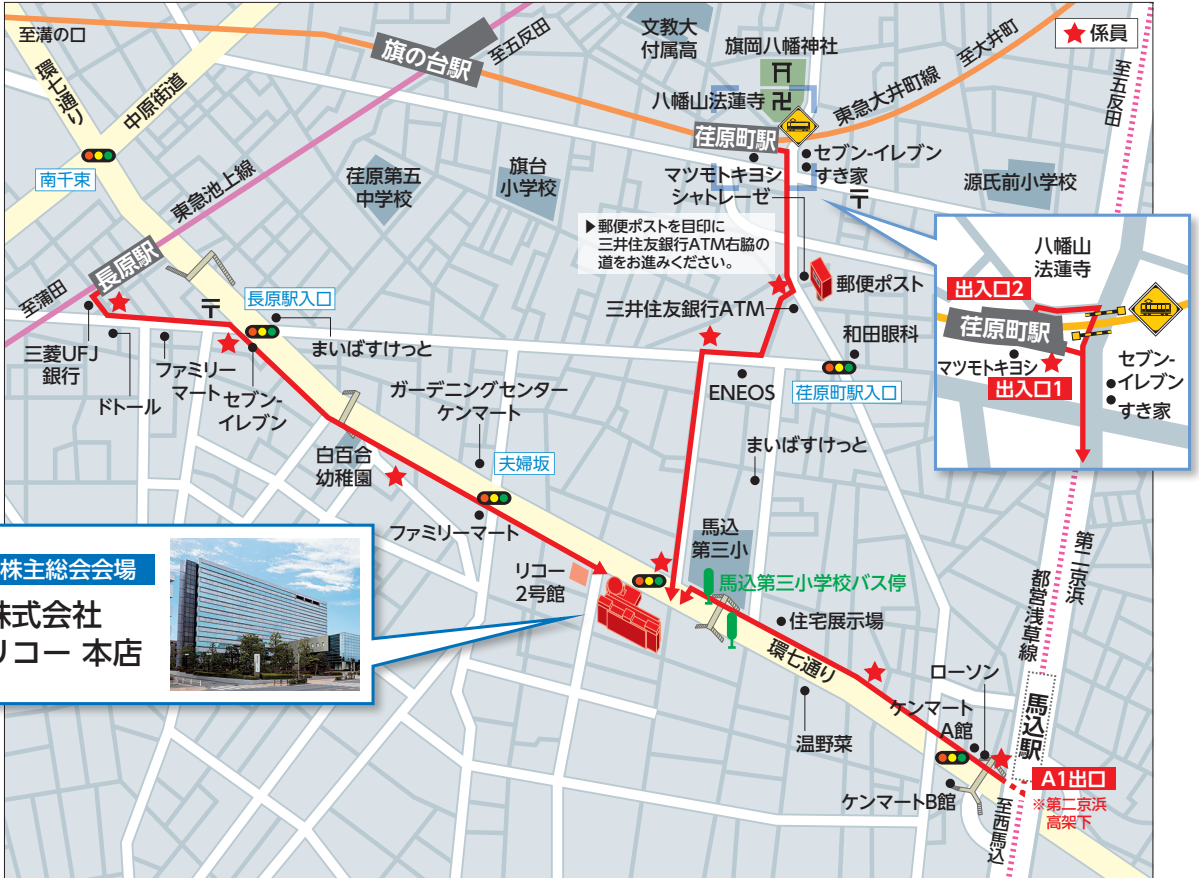 至溝の口
環七通り
中原街道
南千束
旗の台駅
至五反田
文教大
付属高
旗岡八幡神社
八幡山法蓮寺
至大井町
東急大井町線
★ 係員
至五反田
荏原町駅
セブン-イレブン
すき家
マツモトキヨシ
シャトレーゼ
〒
源氏前小学校
東急池上線
荏原第五
中学校
旗台
小学校
▶郵便ポストを目印に
三井住友銀行ATM右脇の
道をお進みください。
郵便ポスト
三井住友銀行ATM
八幡山
法蓮寺
出入口2
荏原町駅
マツモトキヨシ
出入口1
セブン-
イレブン
すき家
長原駅
至蒲田
〒
長原駅入口
まいばすけっと
三菱UFJ
銀行
ドトール
ファミリー
マート
セブン-
イレブン
和田眼科
ENEOS
荏原町駅入口
まいばすけっと
ガーデニングセンター
ケンマート
白百合
幼稚園
夫婦坂
ファミリーマート
馬込
第三小
第二京浜
都営浅草線
株主総会会場
株式会社
リコー 本店
リコー
2号館
馬込第三小学校バス停
住宅展示場
環七通り
温野菜
ローソン
ケンマート
A館
馬込駅
ケンマートB館
A1出口
※第二京浜
高架下
至西馬込